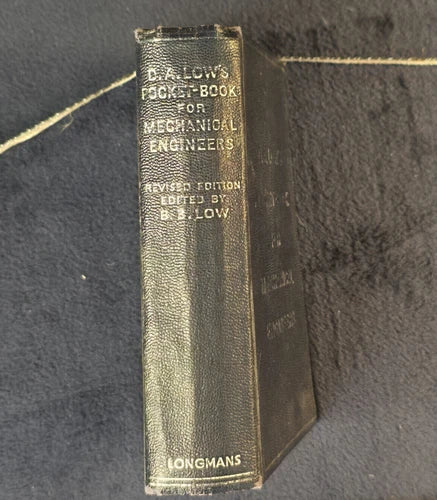 D. A. LOW'S
POCKET-BOOK
FOR
MECHANICAL
ENGINEERS
REVISED EDITION
EDITED BY
B. B. LOW
LONGMANS